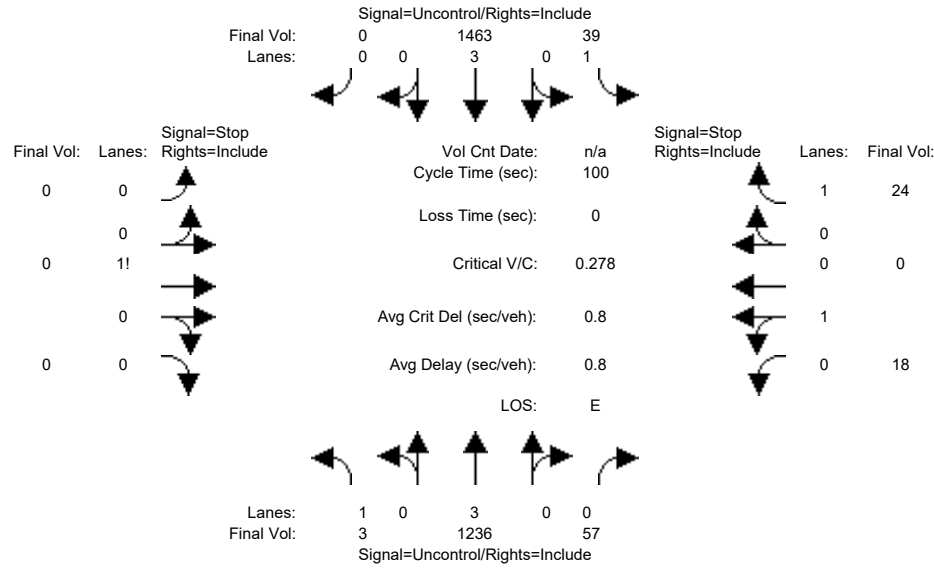 Signal=Uncontrol/Rights=Include
Final Vol: 0 1463 39
Lanes: 0 0 3 0 1
Signal=Stop Signal=Stop
Final Vol: Lanes: Rights=Include Vol Cnt Date: n/a Rights=Include Lanes: Final Vol:
Cycle Time (sec): 100
0 0 1 24
Loss Time (sec): 0
0 0
0 1! Critical V/C: 0.278 0 0
0 Avg Crit Del (sec/veh): 0.8 1
0 0 Avg Delay (sec/veh): 0.8 0 18
LOS: E
Lanes: 1 0 3 0 0
Final Vol: 3 1236 57
Signal=Uncontrol/Rights=Include